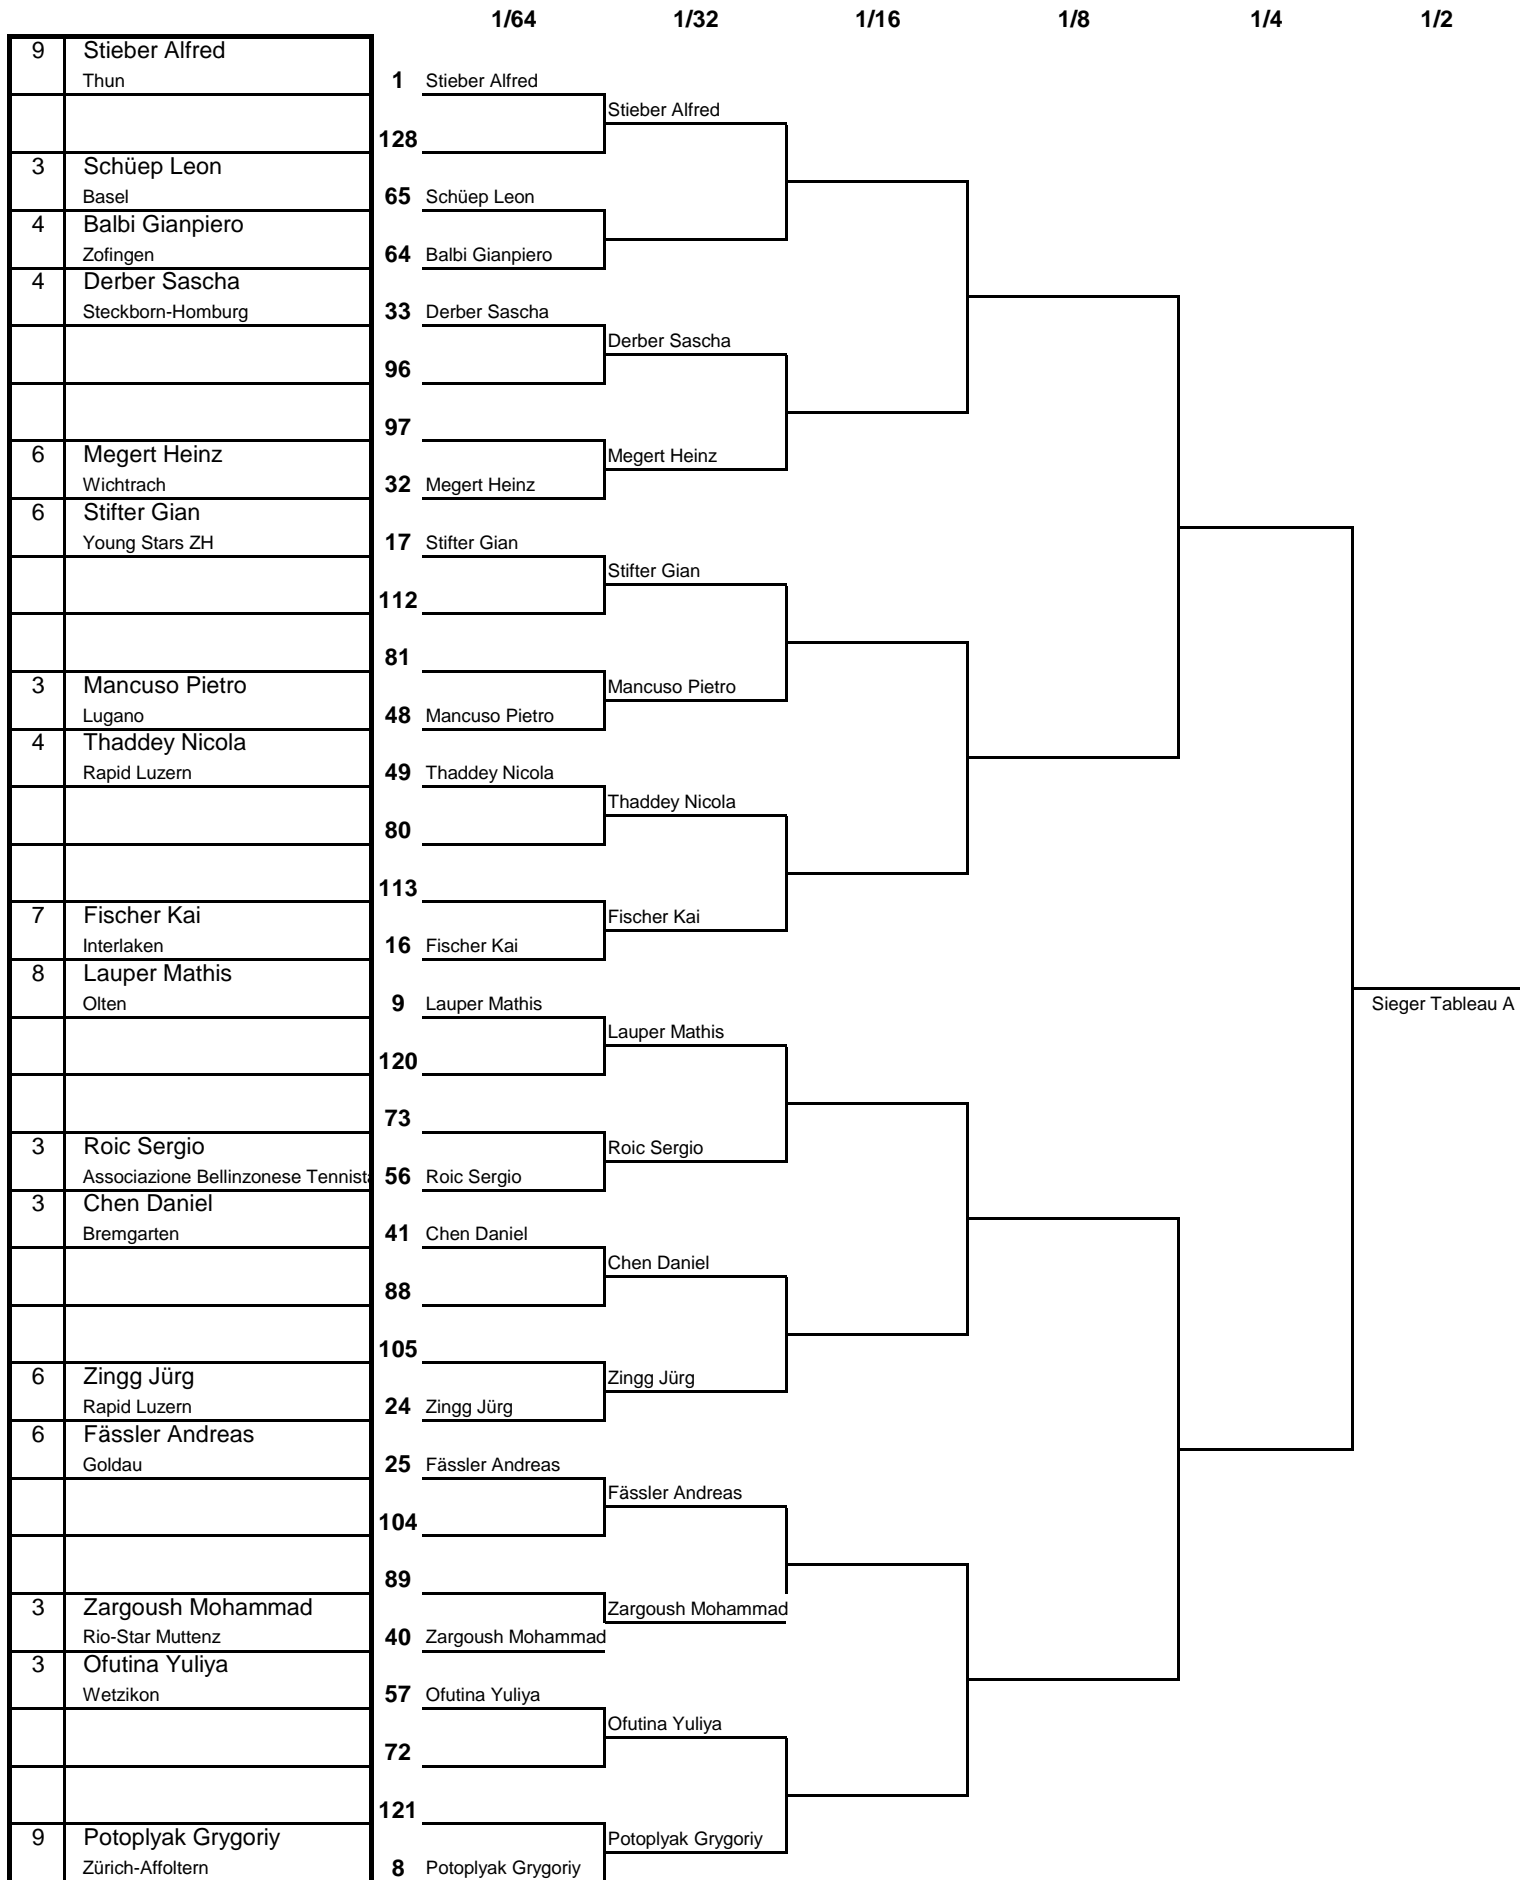 1/64 1/32 1/16 1/8 1/4 1/2
9 Stieber Alfred
Thun 1 Stieber Alfred
Stieber Alfred
128
3 Schüep Leon
Basel 65 Schüep Leon
4 Balbi Gianpiero
Zofingen 64 Balbi Gianpiero
4 Derber Sascha
Steckborn-Homburg 33 Derber Sascha
Derber Sascha
96
97
6 Megert Heinz Megert Heinz
Wichtrach 32 Megert Heinz
6 Stifter Gian
Young Stars ZH 17 Stifter Gian
Stifter Gian
112
81
3 Mancuso Pietro Mancuso Pietro
Lugano 48 Mancuso Pietro
4 Thaddey Nicola
Rapid Luzern 49 Thaddey Nicola
Thaddey Nicola
80
113
7 Fischer Kai Fischer Kai
Interlaken 16 Fischer Kai
8 Lauper Mathis
Olten 9 Lauper Mathis Sieger Tableau A
Lauper Mathis
120
73
3 Roic Sergio Roic Sergio
Associazione Bellinzonese Tennista 56 Roic Sergio
3 Chen Daniel
Bremgarten 41 Chen Daniel
Chen Daniel
88
105
6 Zingg Jürg Zingg Jürg
Rapid Luzern 24 Zingg Jürg
6 Fässler Andreas
Goldau 25 Fässler Andreas
Fässler Andreas
104
89
3 Zargoush Mohammad Zargoush Mohammad
Rio-Star Muttenz 40 Zargoush Mohammad
3 Ofutina Yuliya
Wetzikon 57 Ofutina Yuliya
Ofutina Yuliya
72
121
9 Potoplyak Grygoriy Potoplyak Grygoriy
Zürich-Affoltern 8 Potoplyak Grygoriy